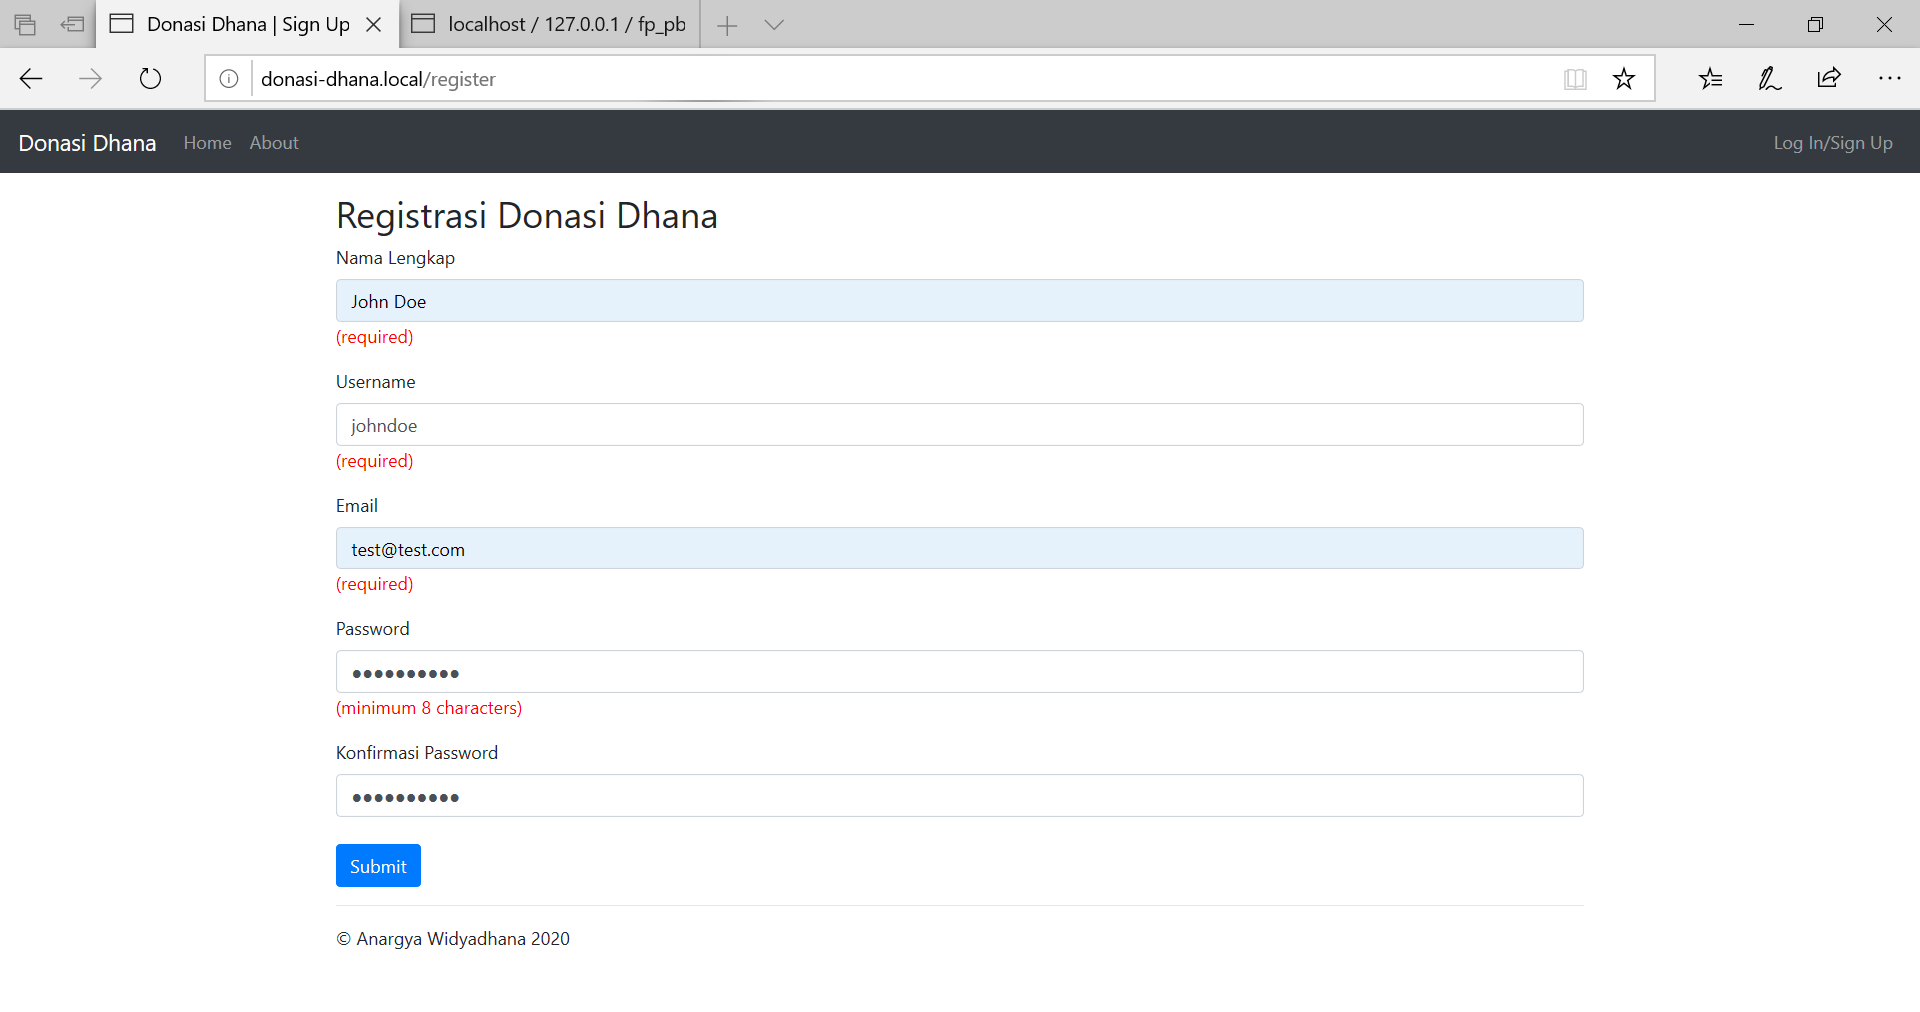 Donasi Dhana | Sign Up
localhost / 127.0.0.1 / fp_pb
donasi-dhana.local/register
Donasi Dhana Home About Log In/Sign Up
Registrasi Donasi Dhana
Nama Lengkap
John Doe
(required)
Username
johndoe
(required)
Email
test@test.com
(required)
Password
••••••••••
(minimum 8 characters)
Konfirmasi Password
••••••••••
Submit
© Anargya Widyadhana 2020